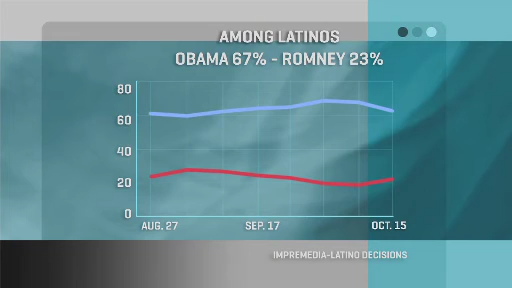 AMONG LATINOS
OBAMA 67% - ROMNEY 23%
80
60
40
20
0
AUG. 27 SEP. 17 OCT. 15
IMPREMEDIA-LATINO DECISIONS